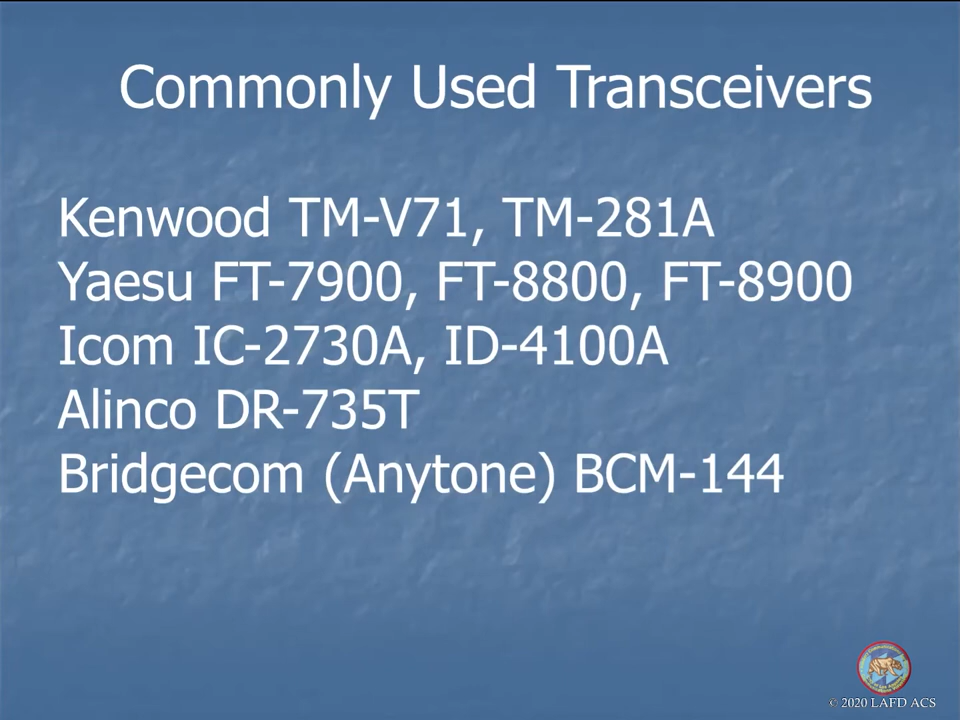 Commonly Used Transceivers
Kenwood TM-V71, TM-281A
Yaesu FT-7900, FT-8800, FT-8900
Icom IC-2730A, ID-4100A
Alinco DR-735T
Bridgecom (Anytone) BCM-144
© 2020 LAFD ACS